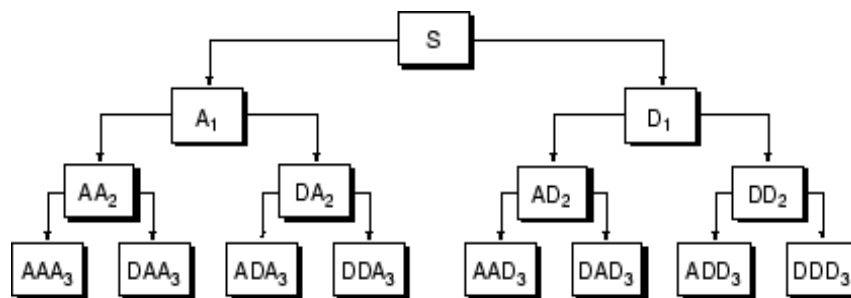 S
A₁ D₁
AA₂ DA₂ AD₂ DD₂
AAA₃ DAA₃ ADA₃ DDA₃ AAD₃ DAD₃ ADD₃ DDD₃